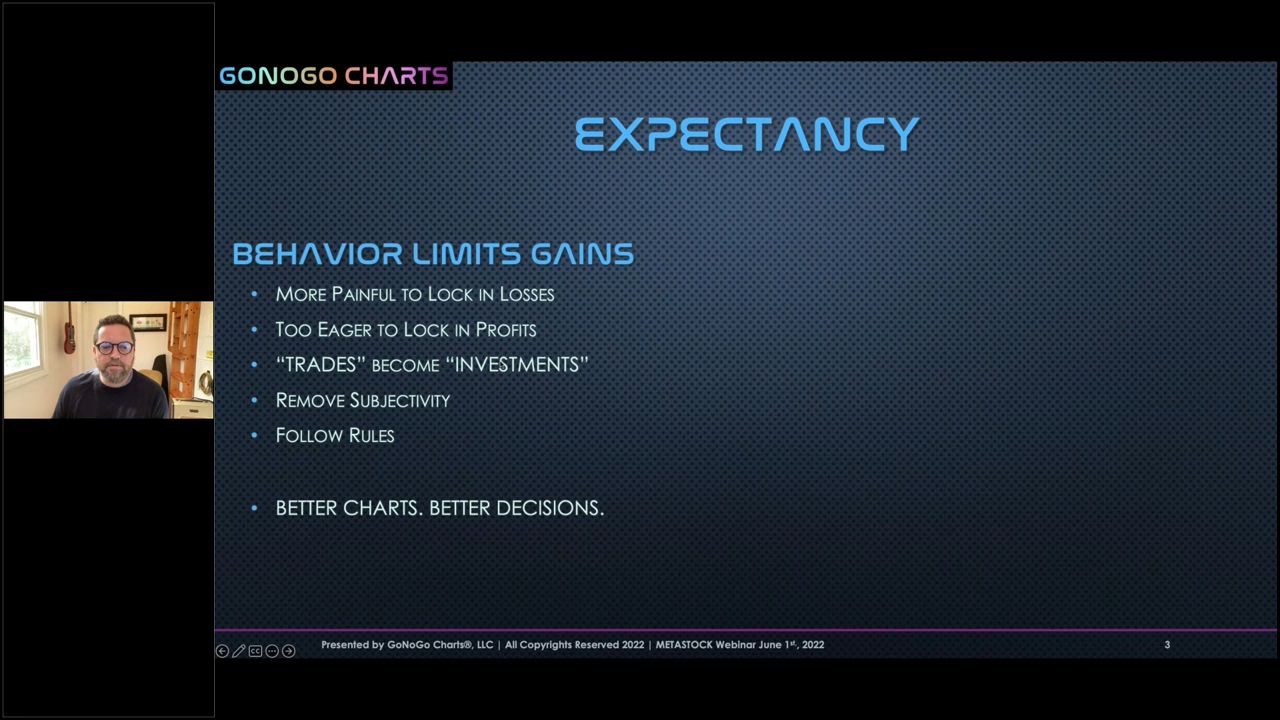 GONOGO CHARTS
EXPECTANCY
BEHAVIOR LIMITS GAINS
• More Painful to Lock in Losses
• Too Eager to Lock in Profits
• “TRADES” become “INVESTMENTS”
• Remove Subjectivity
• Follow Rules
• BETTER CHARTS. BETTER DECISIONS.
CC
Presented by GoNoGo Charts®, LLC | All Copyrights Reserved 2022 | METASTOCK Webinar June 1st, 2022
3